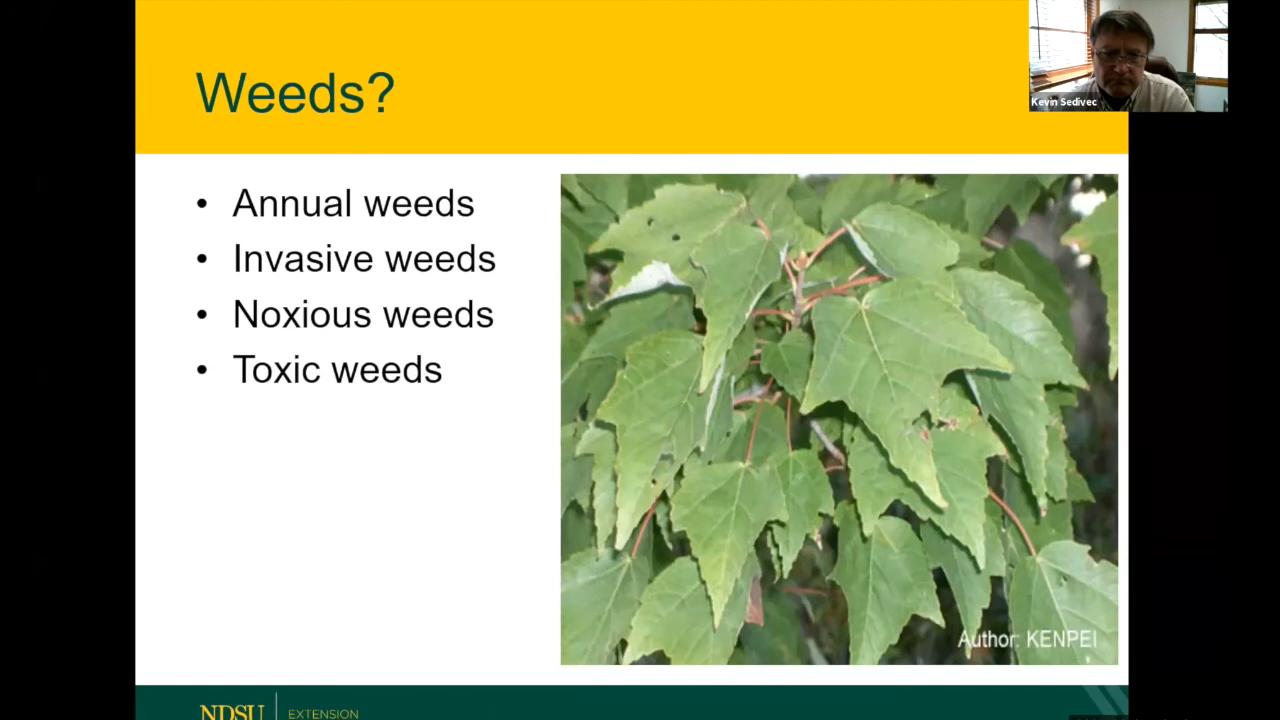 Weeds?
Kevin Sedivec
• Annual weeds
• Invasive weeds
• Noxious weeds
• Toxic weeds
Author: KENPEI
NDSU EXTENSION